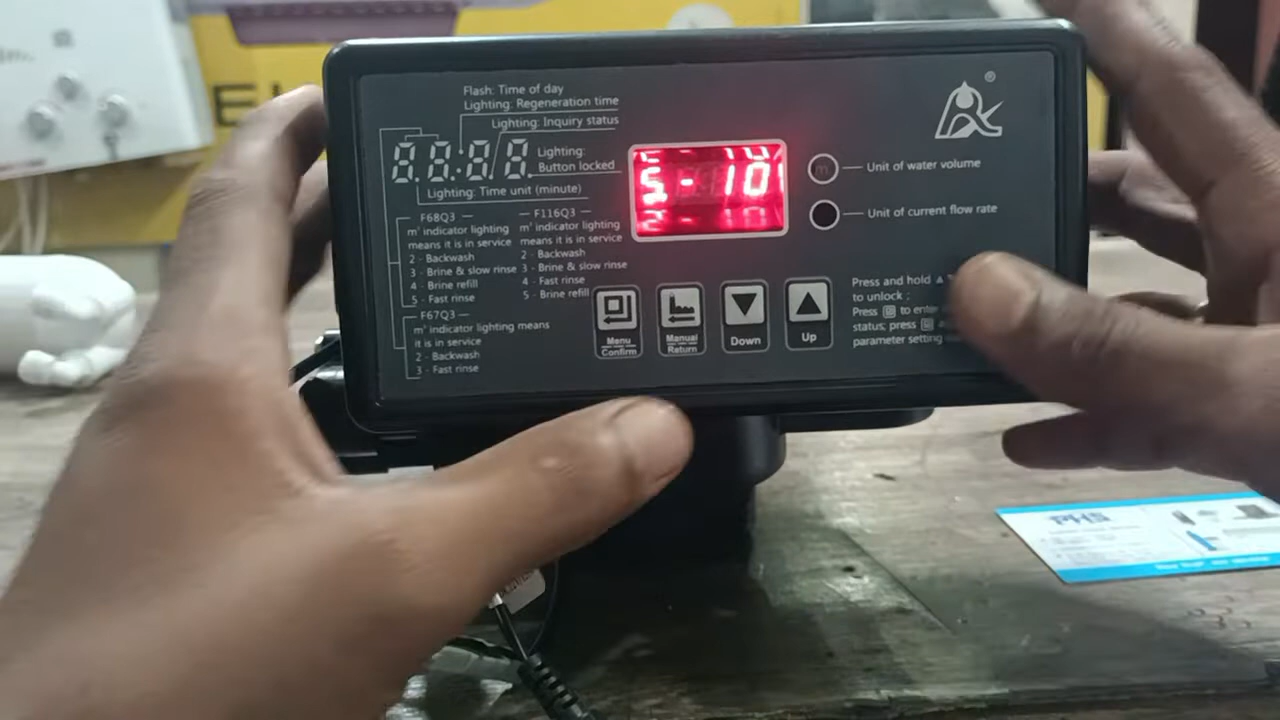 Flash: Time of day
Lighting: Regeneration time
Lighting: Inquiry status
88:88.
Lighting:
Button locked
Lighting: Time unit (minute)
F68Q3
m³ indicator lighting
means it is in service
2 - Backwash
3 - Brine & slow rinse
4 - Brine refill
5 - Fast rinse
F116Q3
m³ indicator lighting
means it is in service
2 - Backwash
3 - Brine & slow rinse
4 - Fast rinse
5 - Brine refill
F67Q3
m³ indicator lighting means
it is in service
2 - Backwash
3 - Fast rinse
5 - 10
®
m³
Unit of water volume
Unit of current flow rate
Menu
Confirm
Manual
Return
Down
Up
Press and hold ▲
to unlock ;
Press to enter
status; press
parameter setting
PHS